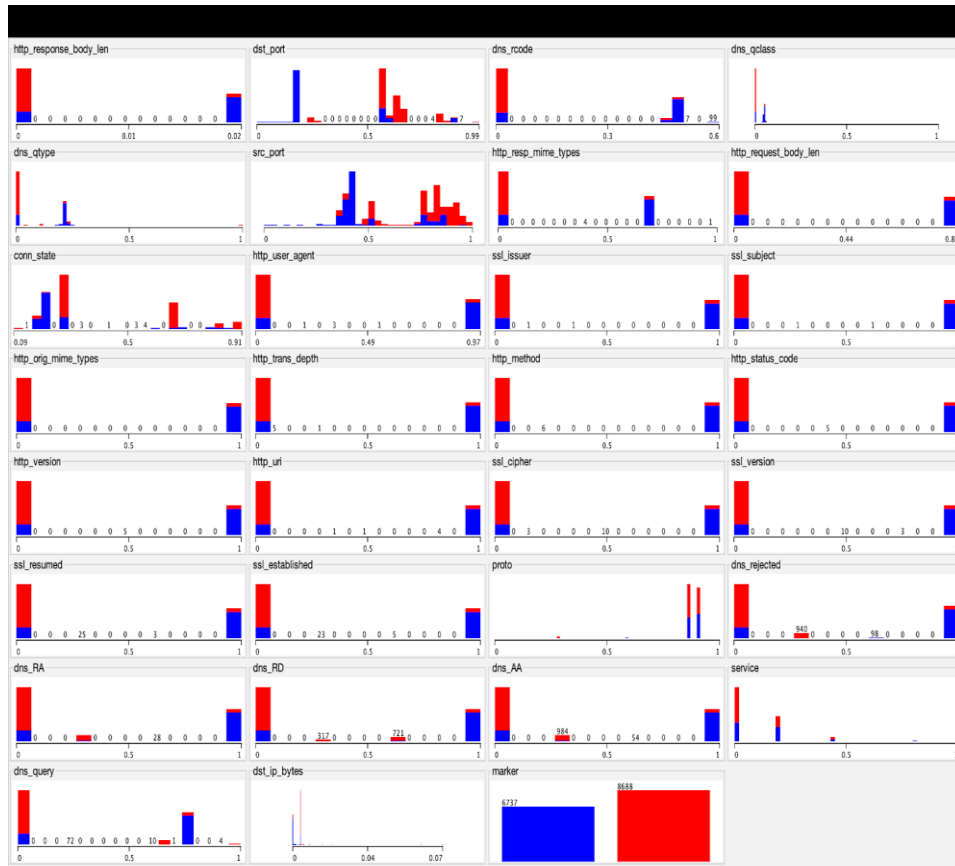 http_response_body_len dst_port dns_rcode dns_qclass
0 0 0 0 0 0 0 0 0 0 0 0 0
0 0.01 0.02
0 0 0 0 0 0 0 0 0 4 7
0 0.5 0.99
0 0 0 0 0 0 0 0 0 0 7 0 99
0 0.3 0.6
0 0.5 1
dns_qtype src_port http_resp_mime_types http_request_body_len
0 0.5 1
0 0.5 1
0 0 0 0 0 0 4 0 0 0 0 0 0 0 1
0 0.5 1
0 0 0 0 0 0 0 0 0 0 0 0 0
0 0.44
conn_state http_user_agent ssl_issuer ssl_subject
1 0 0 3 0 1 0 3 4 0 0 0
0.09 0.5 0.91
0 0 1 0 3 0 0 1 0 0 0 0 0
0 0.49 0.97
0 0 1 0 0 1 0 0 0 0 0 0 0
0 0.5 1
0 0 0 1 0 0 0 0 1 0 0 0
0 0.5 1
http_orig_mime_types http_trans_depth http_method http_status_code
0 0 0 0 0 0 0 0 0 0 0 0 0
0 0.5 1
5 0 0 1 0 0 0 0 0 0 0 0 0
0 0.5 1
0 0 6 0 0 0 0 0 0 0 0 0 0
0 0.5 1
0 0 0 0 0 5 0 0 0 0 0 0
0 0.5 1
http_version http_uri ssl_cipher ssl_version
0 0 0 0 0 0 5 0 0 0 0 0 0
0 0.5 1
0 0 0 0 0 1 1 0 0 0 4 0
0 0.5 1
0 3 0 0 0 10 0 0 0 0 0 0
0 0.5 1
0 0 0 0 0 10 0 0 3 0 0
0 0.5 1
ssl_resumed ssl_established proto dns_rejected
0 0 0 25 0 0 0 0 3 0 0 0 0
0 0.5 1
0 0 0 23 0 0 0 5 0 0 0 0
0 0.5 1
0 0.5 1
0 0 0 940 0 0 0 0 98 0 0 0 0
0 0.5 1
dns_RA dns_RD dns_AA service
0 0 0 0 0 0 0 28 0 0 0 0
0 0.5 1
0 0 0 317 0 0 0 0 721 0 0 0 0
0 0.5 1
0 0 0 984 0 0 0 0 54 0 0 0 0
0 0.5 1
0 0.5 1
dns_query dst_ip_bytes marker
0 0 0 72 0 0 0 0 0 0 10 1 0 0 4
0 0.5 1
0 0.04 0.07
6737 8688